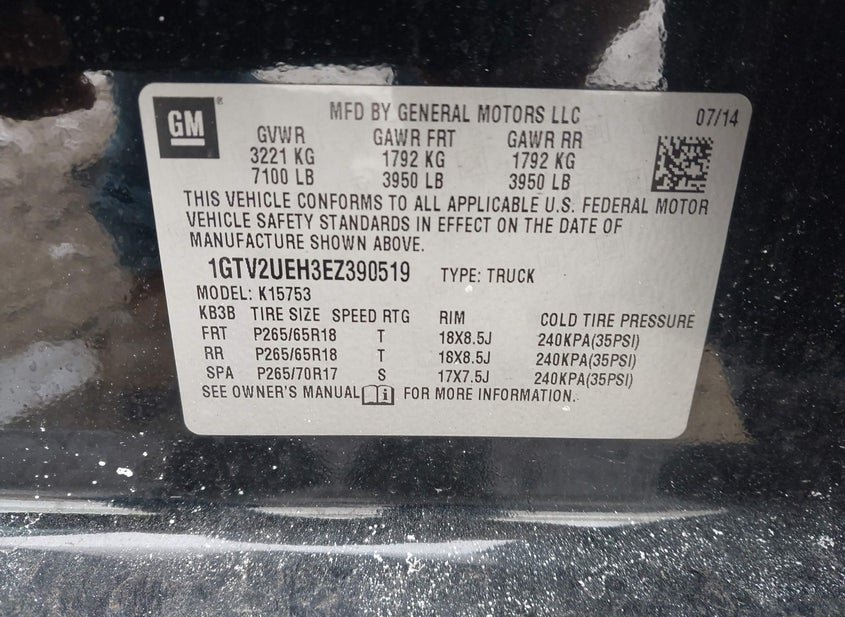 GM ® MFD BY GENERAL MOTORS LLC 07/14
GVWR GAWR FRT GAWR RR
3221 KG 1792 KG 1792 KG
7100 LB 3950 LB 3950 LB
THIS VEHICLE CONFORMS TO ALL APPLICABLE U.S. FEDERAL MOTOR
VEHICLE SAFETY STANDARDS IN EFFECT ON THE DATE OF
MANUFACTURE SHOWN ABOVE.
1GTV2UEH3EZ390519 TYPE: TRUCK
MODEL: K15753
KB3B TIRE SIZE SPEED RTG RIM COLD TIRE PRESSURE
FRT P265/65R18 T 18X8.5J 240KPA(35PSI)
RR P265/65R18 T 18X8.5J 240KPA(35PSI)
SPA P265/70R17 S 17X7.5J 240KPA(35PSI)
SEE OWNER'S MANUAL i FOR MORE INFORMATION.